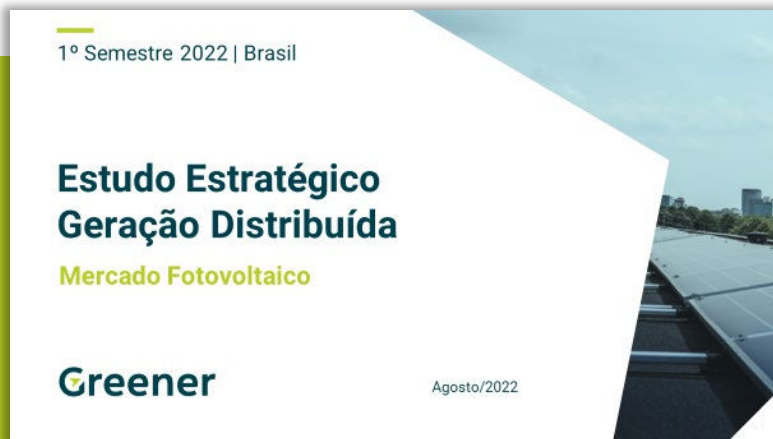 1º Semestre 2022 | Brasil
Estudo Estratégico
Geração Distribuída
Mercado Fotovoltaico
Greener
Agosto/2022